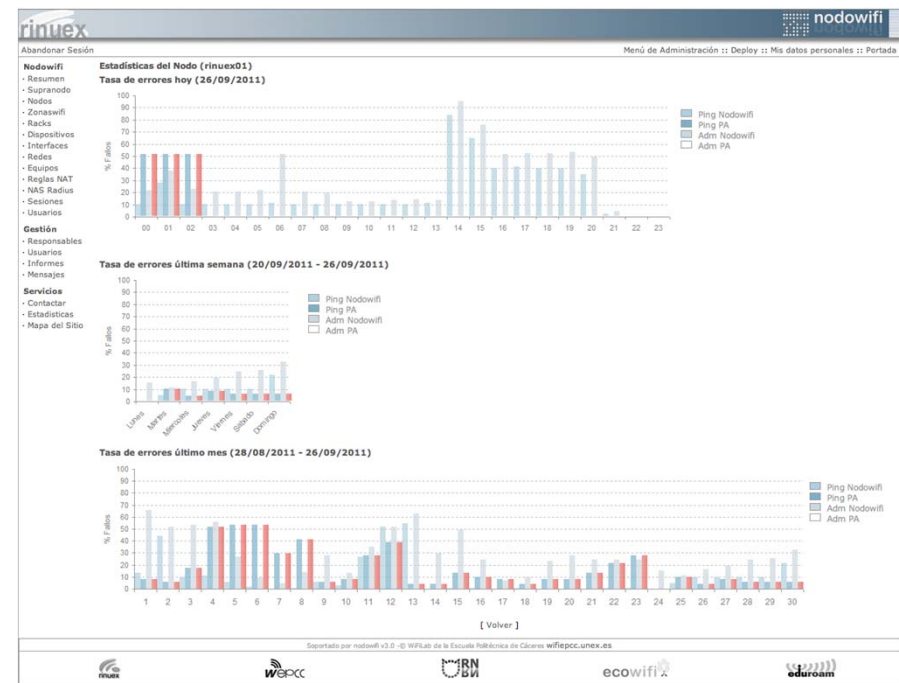 rinuex
nodowifi
Abandonar Sesión
Menú de Administración :: Deploy :: Mis datos personales :: Portada
Nodowifi
· Resumen
· Supranodo
· Nodos
· Zonaswifi
· Racks
· Dispositivos
· Interfaces
· Redes
· Equipos
· Reglas NAT
· NAS Radius
· Sesiones
· Usuarios
Gestión
· Responsables
· Usuarios
· Informes
· Mensajes
Servicios
· Contactar
· Estadisticas
· Mapa del Sitio
Estadísticas del Nodo (rinuex01)
Tasa de errores hoy (26/09/2011)
% Fallos
100
90
80
70
60
50
40
30
20
10
0
00 01 02 03 04 05 06 07 08 09 10 11 12 13 14 15 16 17 18 19 20 21 22 23
Ping Nodowifi
Ping PA
Adm Nodowifi
Adm PA
Tasa de errores última semana (20/09/2011 - 26/09/2011)
% Fallos
100
90
80
70
60
50
40
30
20
10
0
Lunes Martes Miércoles Jueves Viernes Sábado Domingo
Ping Nodowifi
Ping PA
Adm Nodowifi
Adm PA
Tasa de errores último mes (28/08/2011 - 26/09/2011)
% Fallos
100
90
80
70
60
50
40
30
20
10
0
1 2 3 4 5 6 7 8 9 10 11 12 13 14 15 16 17 18 19 20 21 22 23 24 25 26 27 28 29 30
Ping Nodowifi
Ping PA
Adm Nodowifi
Adm PA
[ Volver ]
Soportado por nodowifi v3.0 -© WiFiLab de la Escuela Politécnica de Cáceres wifiepcc.unex.es
rinuex
wepcc
ecowifi
eduroam